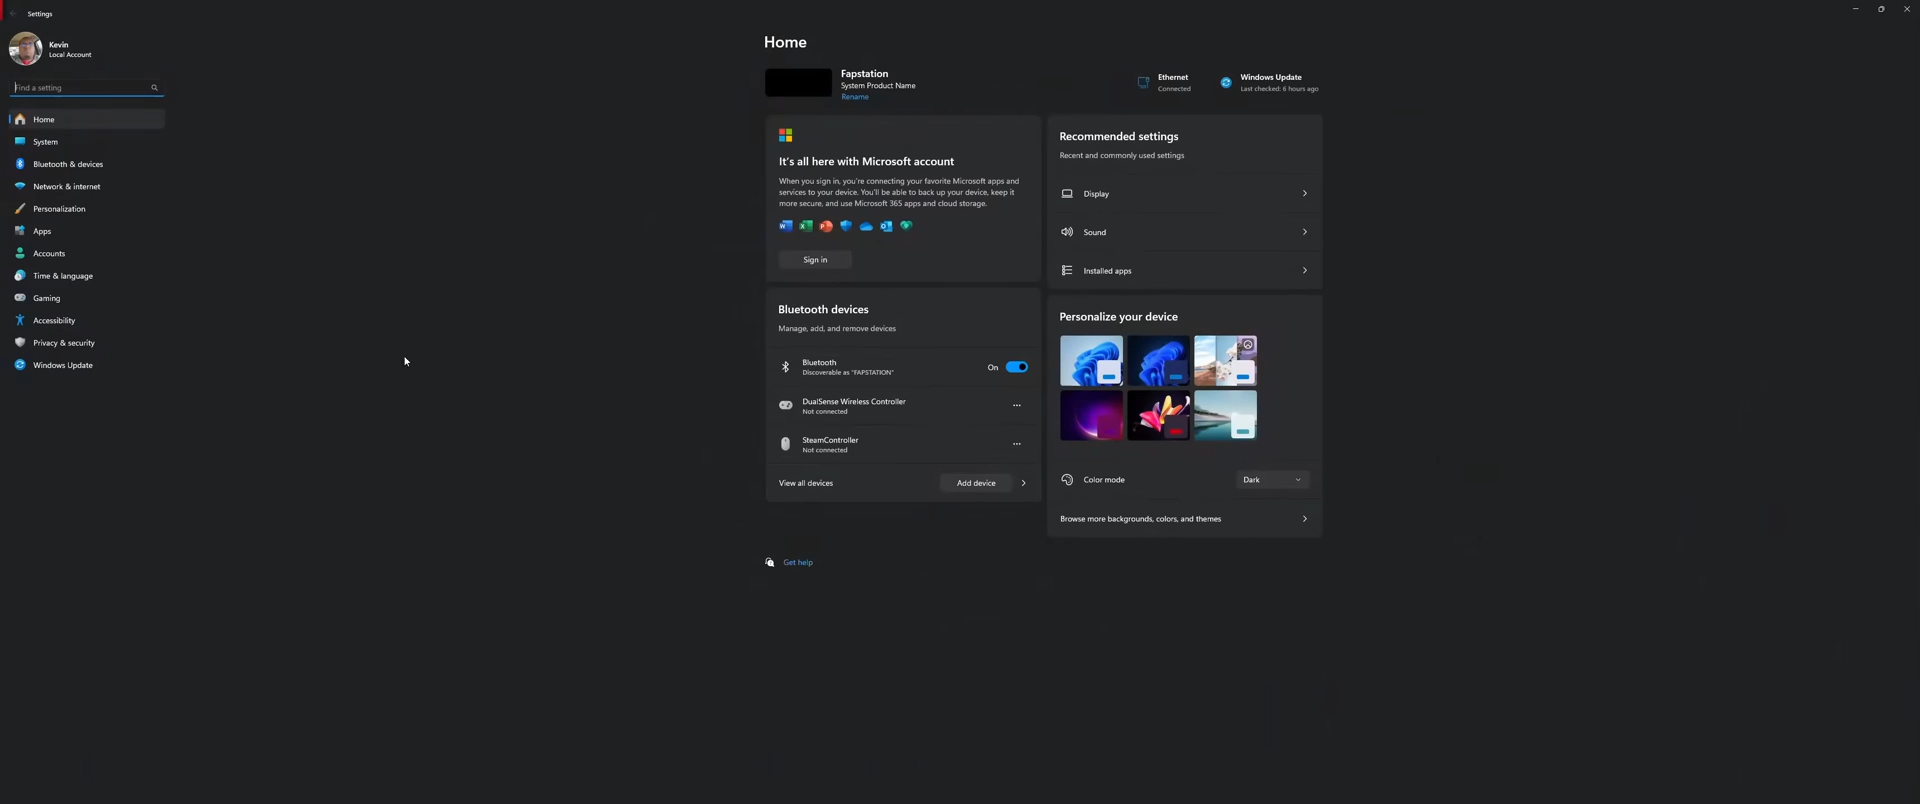 Settings
Kevin
Local Account
Find a setting
Home
System
Bluetooth & devices
Network & internet
Personalization
Apps
Accounts
Time & language
Gaming
Accessibility
Privacy & security
Windows Update
Home
Fapstation
System Product Name
Rename
Ethernet
Connected
Windows Update
Last checked: 6 hours ago
It's all here with Microsoft account
When you sign in, you're connecting your favorite Microsoft apps and
services to your device. You'll be able to back up your device, keep it
more secure, and use Microsoft 365 apps and cloud storage.
Sign in
Bluetooth devices
Manage, add, and remove devices
Bluetooth
Discoverable as "FAPSTATION"
On
DualSense Wireless Controller
Not connected
SteamController
Not connected
View all devices
Add device
Get help
Recommended settings
Recent and commonly used settings
Display
Sound
Installed apps
Personalize your device
Color mode
Dark
Browse more backgrounds, colors, and themes